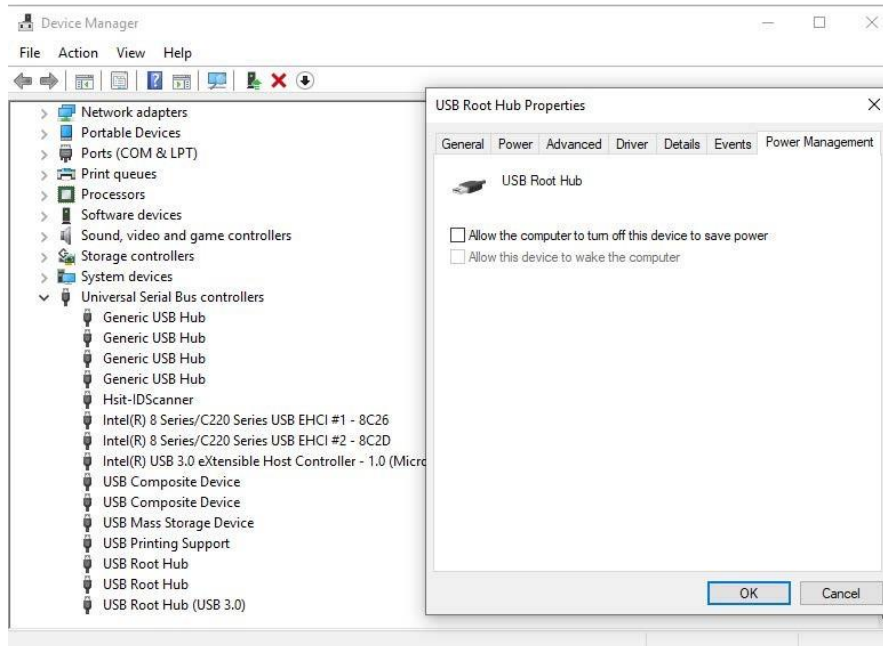 Device Manager
File Action View Help
Network adapters
Portable Devices
Ports (COM & LPT)
Print queues
Processors
Software devices
Sound, video and game controllers
Storage controllers
System devices
Universal Serial Bus controllers
Generic USB Hub
Generic USB Hub
Generic USB Hub
Generic USB Hub
Hsit-IDScanner
Intel(R) 8 Series/C220 Series USB EHCI #1 - 8C26
Intel(R) 8 Series/C220 Series USB EHCI #2 - 8C2D
Intel(R) USB 3.0 eXtensible Host Controller - 1.0 (Micro
USB Composite Device
USB Composite Device
USB Mass Storage Device
USB Printing Support
USB Root Hub
USB Root Hub
USB Root Hub (USB 3.0)
USB Root Hub Properties
General Power Advanced Driver Details Events Power Management
USB Root Hub
Allow the computer to turn off this device to save power
Allow this device to wake the computer
OK Cancel